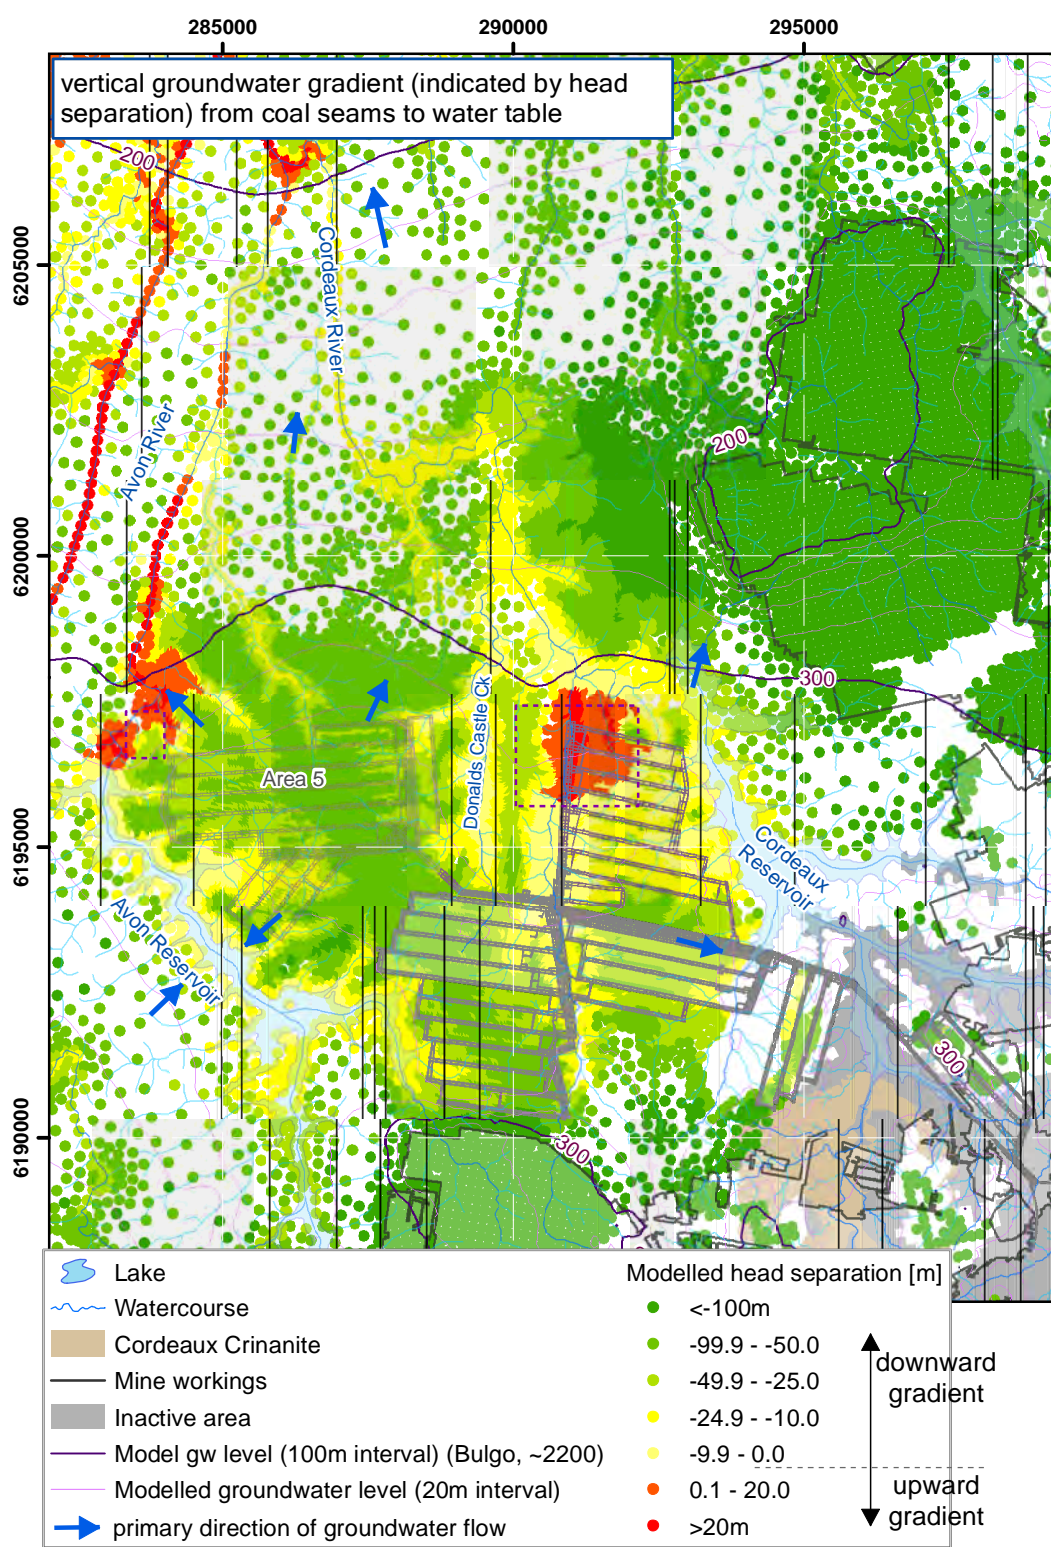 285000
290000
295000
vertical groundwater gradient (indicated by head
separation) from coal seams to water table
200
6205000
Cordeaux River
Avon River
200
6200000
300
Area 5
Donalds Castle Ck
6195000
Cordeaux
Reservoir
Avon Reservoir
0
300
6190000
300
Lake
Watercourse
Cordeaux Crinanite
Mine workings
Inactive area
Model gw level (100m interval) (Bulgo, ~2200)
Modelled groundwater level (20m interval)
primary direction of groundwater flow
Modelled head separation [m]
<-100m
-99.9 - -50.0
-49.9 - -25.0
-24.9 - -10.0
-9.9 - 0.0
0.1 - 20.0
>20m
downward
gradient
upward
gradient